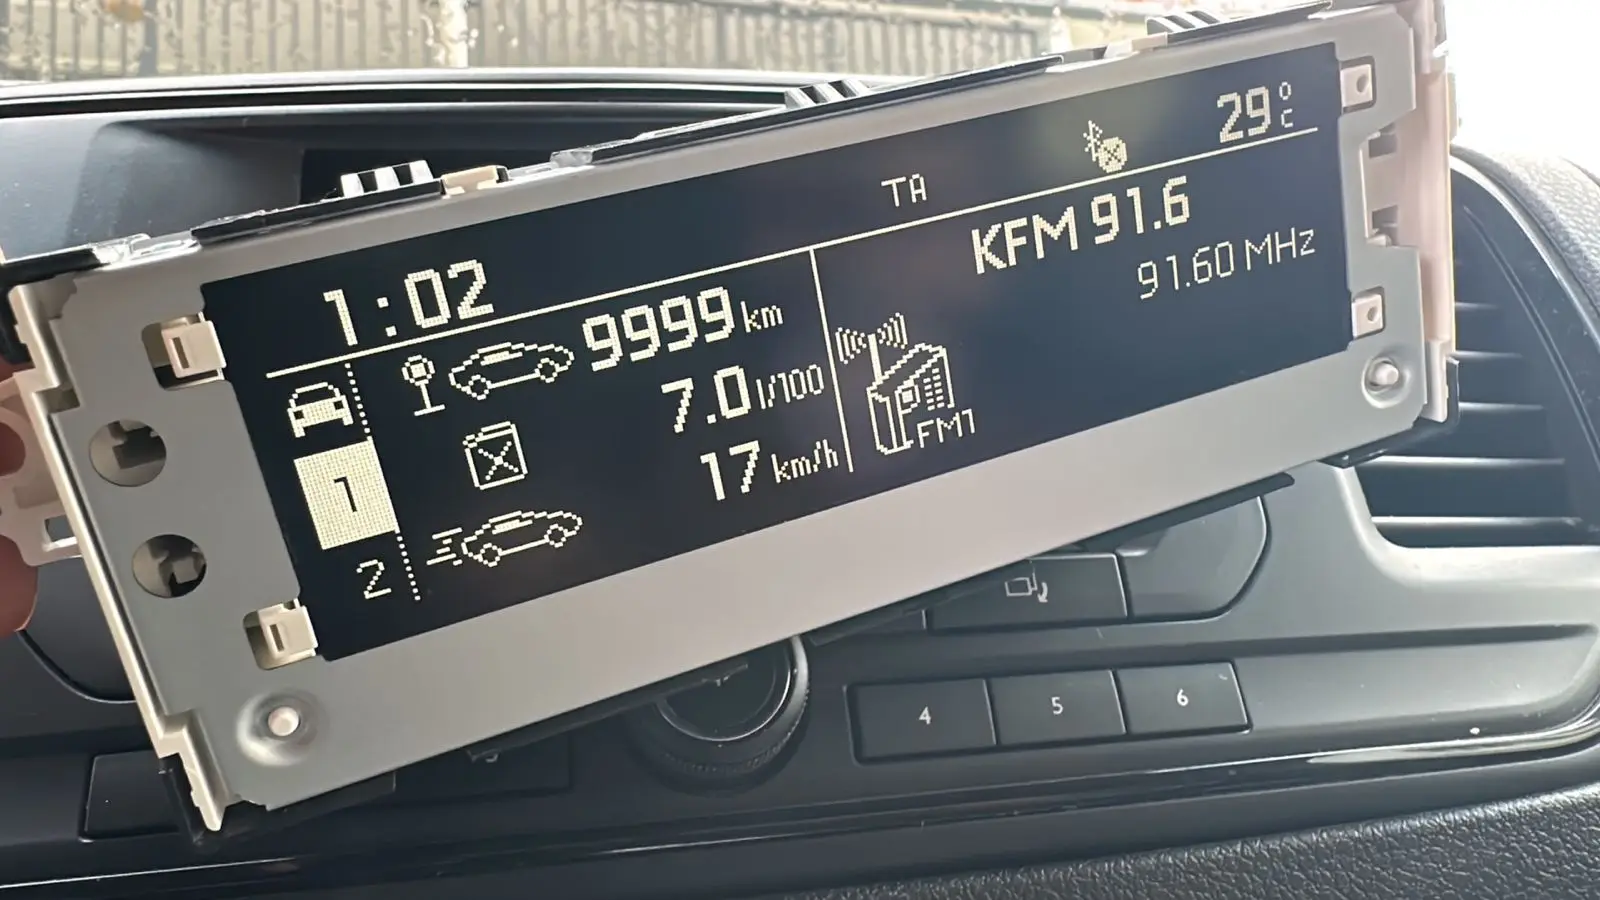 1:02
TA
29°C
9999 km
7.0 l/100
17 km/h
1
2
KFM 91.6
91.60 MHz
FM1
4
5
6